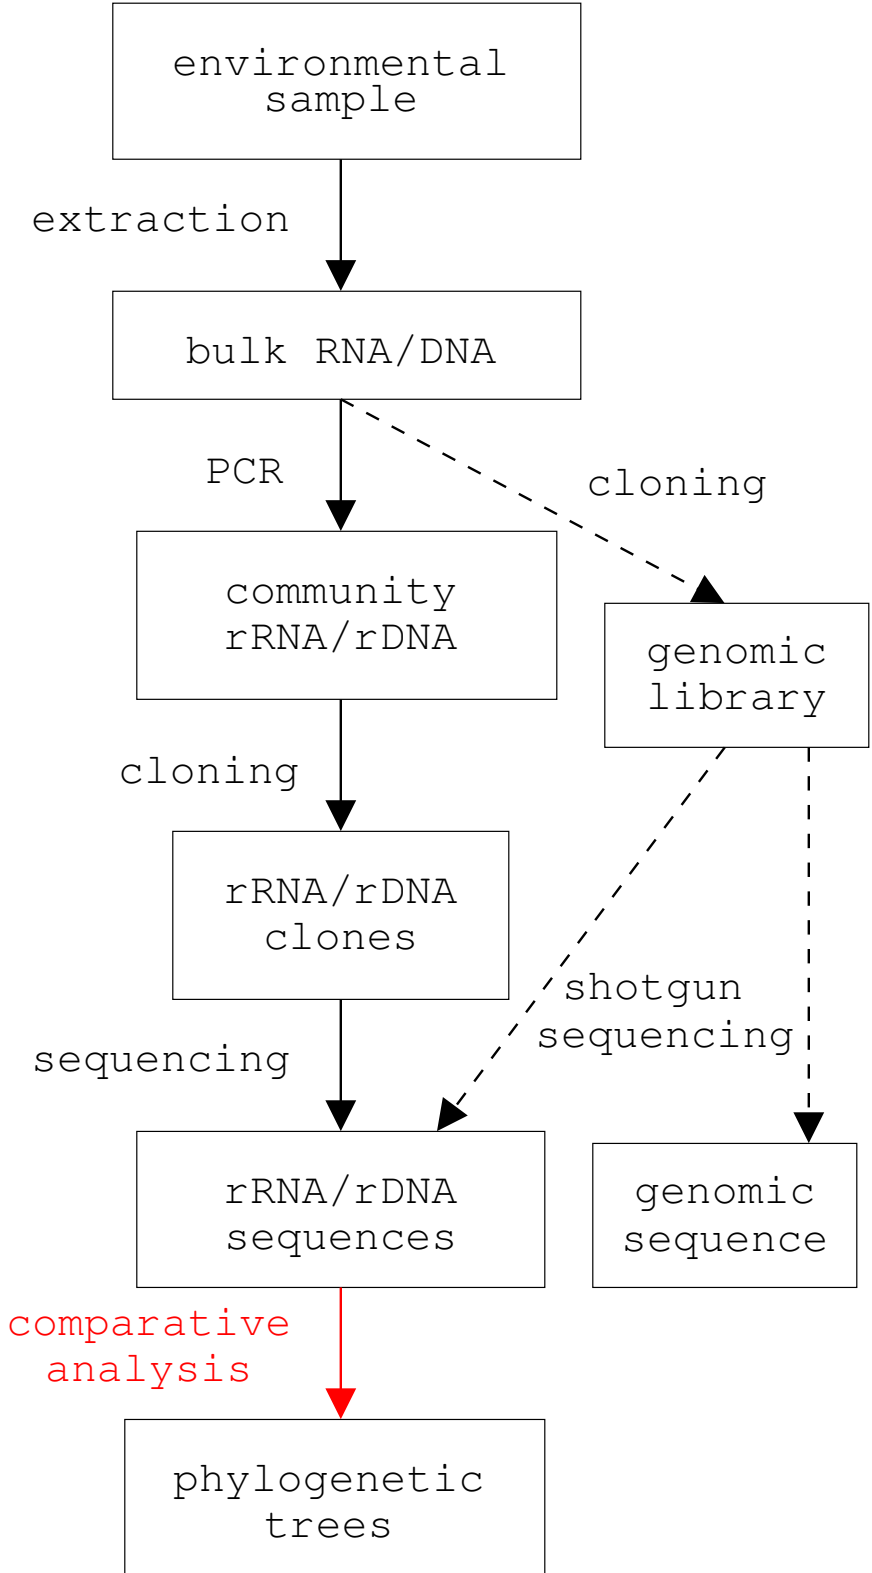 environmental
sample
extraction
bulk RNA/DNA
PCR
cloning
community
rRNA/rDNA
genomic
library
cloning
rRNA/rDNA
clones
shotgun
sequencing
sequencing
rRNA/rDNA
sequences
genomic
sequence
comparative
analysis
phylogenetic
trees